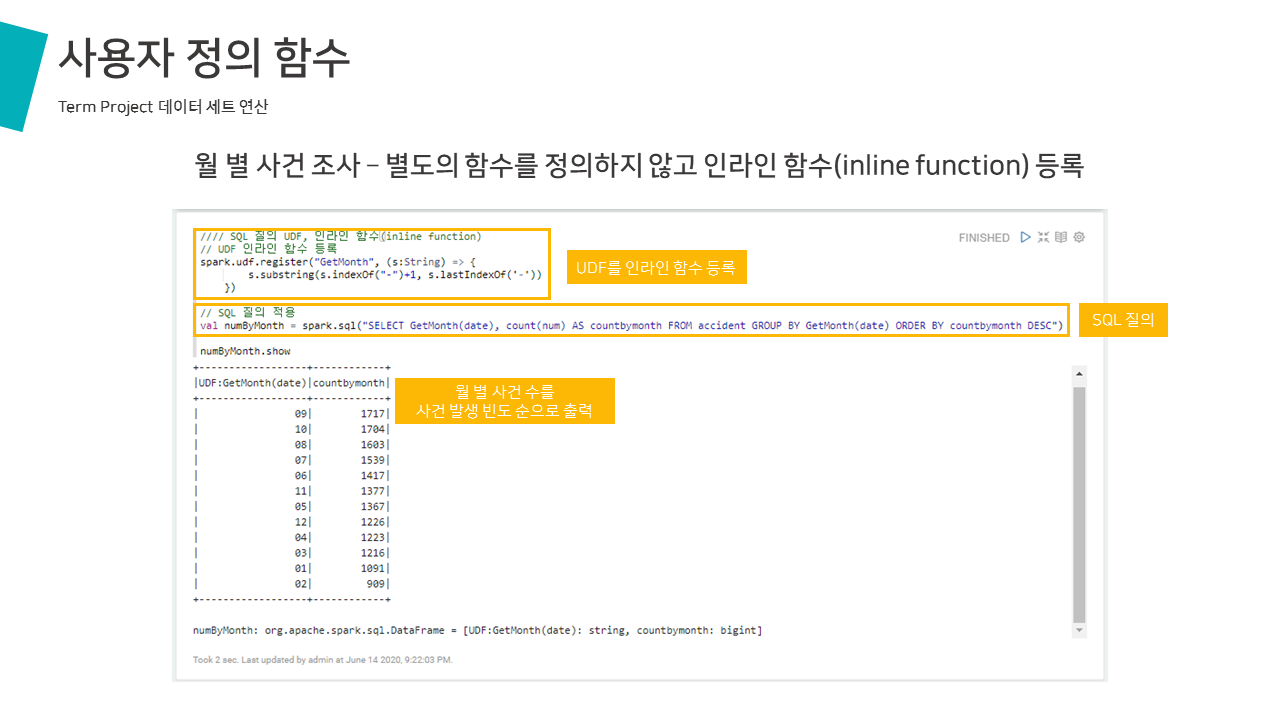 사용자 정의 함수
Term Project 데이터 세트 연산
월 별 사건 조사 – 별도의 함수를 정의하지 않고 인라인 함수(inline function) 등록
//// SQL 질의 UDF, 인라인 함수(inline function)
// UDF 인라인 함수 등록
spark.udf.register("GetMonth", (s:String) => {
s.substring(s.indexOf("-")+1, s.lastIndexOf('-'))
})
FINISHED
UDF를 인라인 함수 등록
// SQL 질의 적용
val numByMonth = spark.sql("SELECT GetMonth(date), count(num) AS countbymonth FROM accident GROUP BY GetMonth(date) ORDER BY countbymonth DESC")
SQL 질의
numByMonth.show
+------------------+------------+
|UDF:GetMonth(date)|countbymonth|
+------------------+------------+
| 09| 1717|
| 10| 1704|
| 08| 1603|
| 07| 1539|
| 06| 1417|
| 11| 1377|
| 05| 1367|
| 12| 1226|
| 04| 1223|
| 03| 1216|
| 01| 1091|
| 02| 909|
+------------------+------------+
월 별 사건 수를
사건 발생 빈도 순으로 출력
numByMonth: org.apache.spark.sql.DataFrame = [UDF:GetMonth(date): string, countbymonth: bigint]
Took 2 sec. Last updated by admin at June 14 2020, 9:22:03 PM.